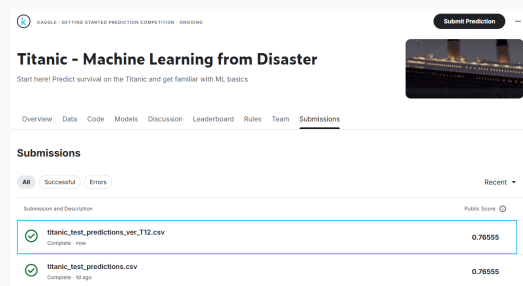 k KAGGLE · GETTING STARTED PREDICTION COMPETITION · ONGOING Submit Prediction ...
Titanic - Machine Learning from Disaster
Start here! Predict survival on the Titanic and get familiar with ML basics
Overview Data Code Models Discussion Leaderboard Rules Team Submissions
Submissions
All Successful Errors Recent
Submission and Description Public Score
titanic_test_predictions_ver_T12.csv 0.76555
Complete · now
titanic_test_predictions.csv 0.76555
Complete · 1d ago